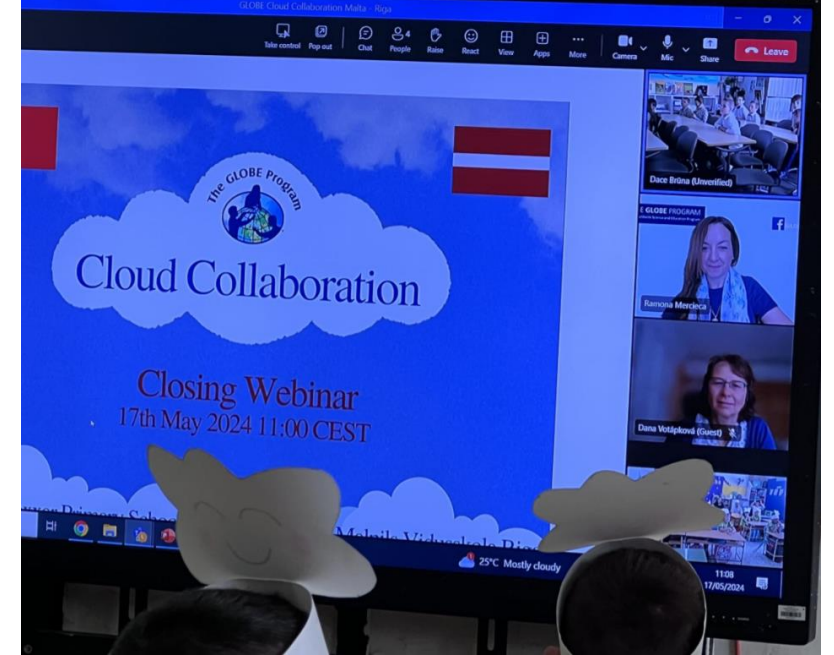 GLOBE Cloud Collaboration Malta - Riga
Take control
Pop out
Chat
4
People
Raise
React
View
Apps
More
Camera
Mic
Share
Leave
The GLOBE Program
Cloud Collaboration
Closing Webinar
17th May 2024 11:00 CEST
Primary
Dace Brūna (Unverified)
E GLOBE PROGRAM
Ramona Mercieca
Dana Votápková (Guest)
25°C Mostly cloudy
11:08
17/05/2024